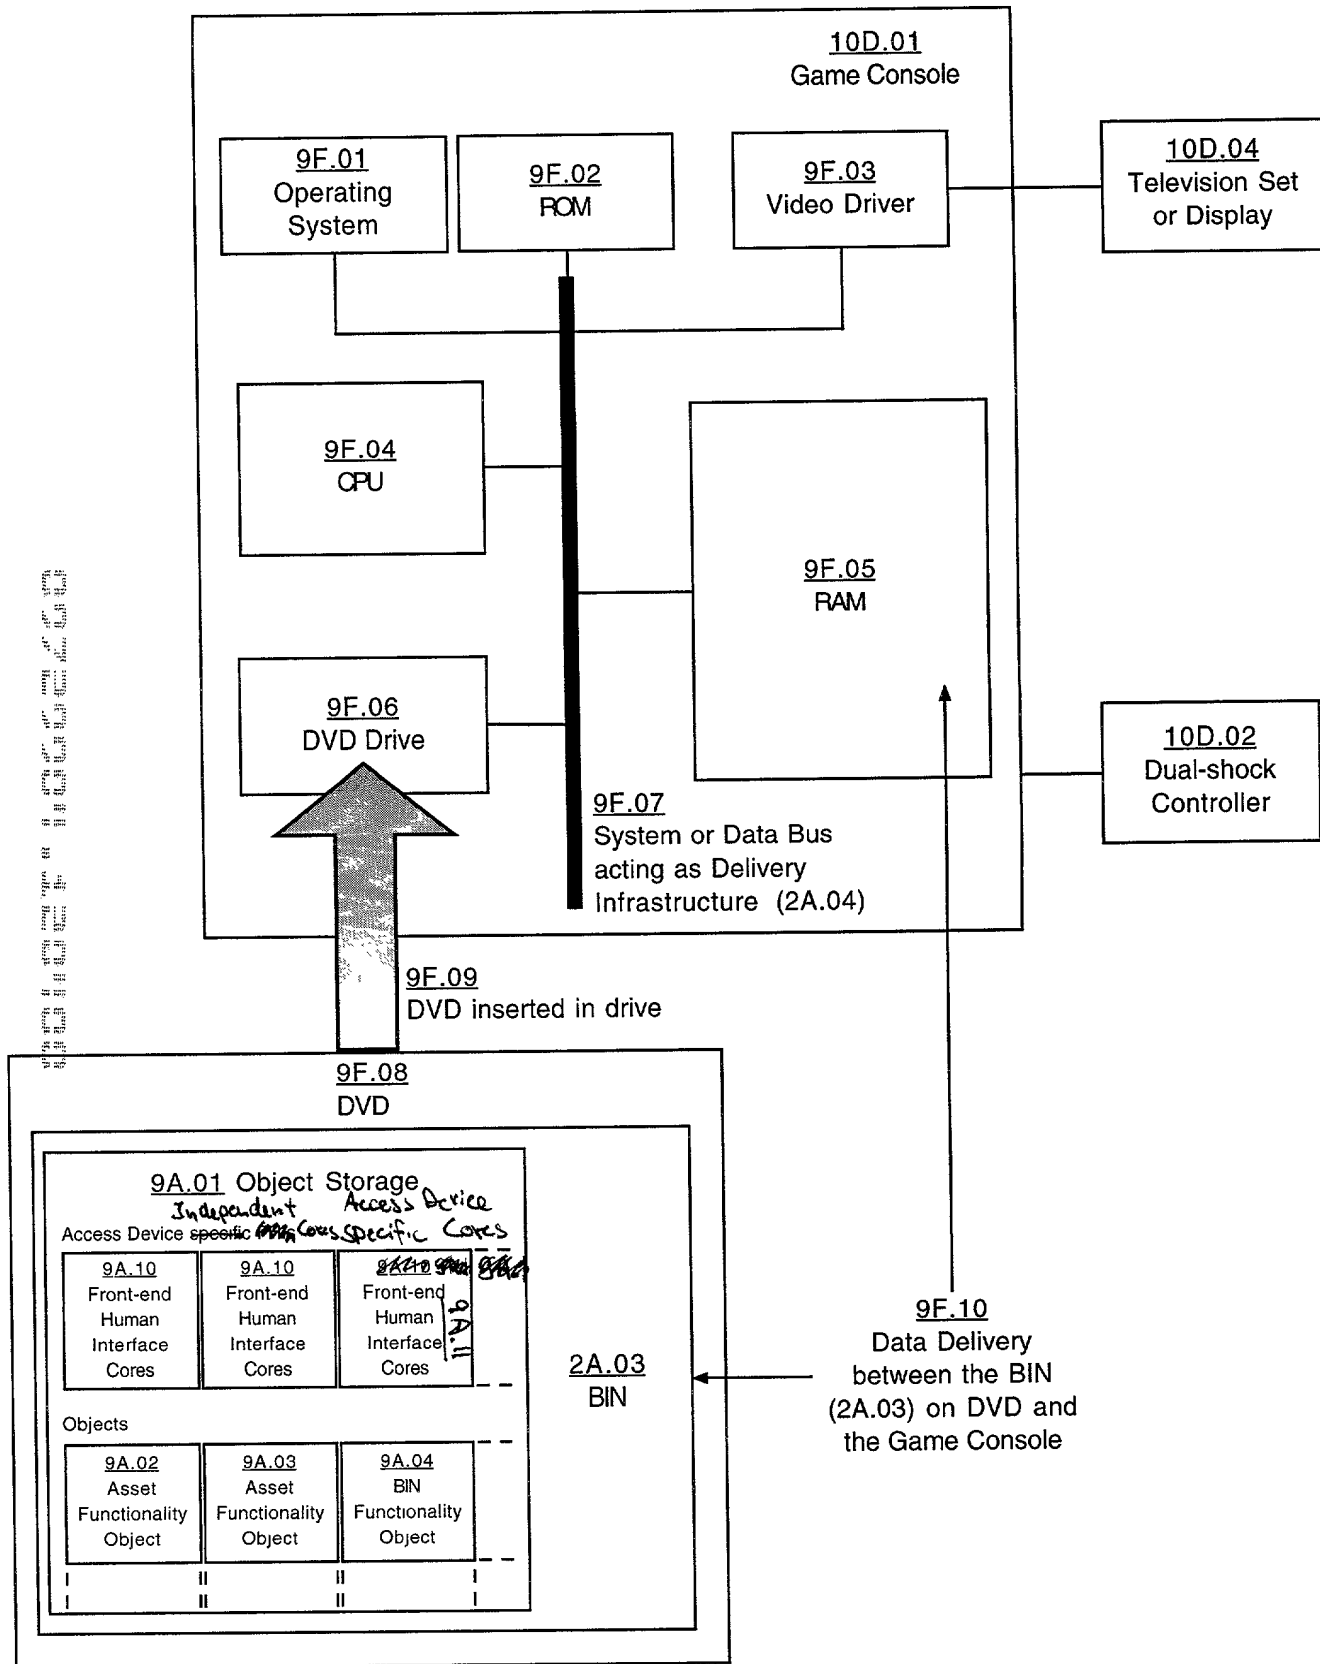 10D.01
Game Console
9F.01
Operating
System
9F.02
ROM
9F.03
Video Driver
10D.04
Television Set
or Display
9F.04
CPU
9F.05
RAM
9F.06
DVD Drive
10D.02
Dual-shock
Controller
9F.07
System or Data Bus
acting as Delivery
Infrastructure (2A.04)
9F.09
DVD inserted in drive
9F.08
DVD
9A.01 Object Storage
Independent
Access Device
Access Device specific Cores
specific Cores
9A.10
Front-end
Human
Interface
Cores
9A.10
Front-end
Human
Interface
Cores
Front-end
Human
Interface
Cores
9A.11
2A.03
BIN
9F.10
Data Delivery
between the BIN
(2A.03) on DVD and
the Game Console
Objects
9A.02
Asset
Functionality
Object
9A.03
Asset
Functionality
Object
9A.04
BIN
Functionality
Object